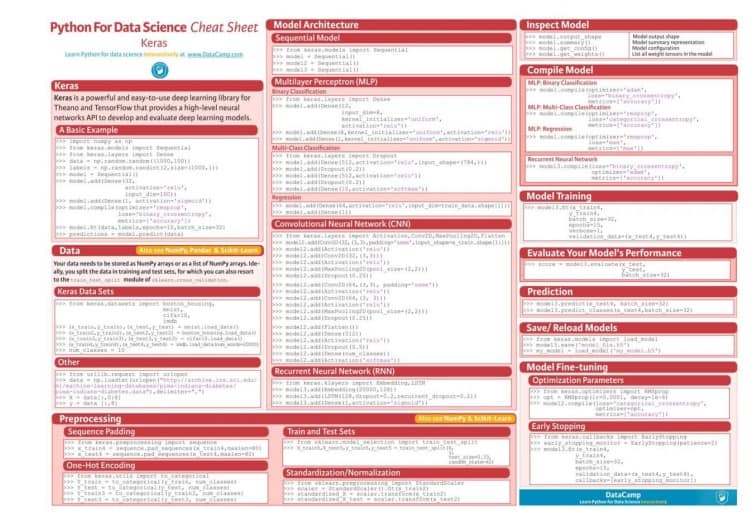 Python For Data Science Cheat Sheet
Keras
Learn Python for data science Interactively at www.DataCamp.com
Keras
Keras is a powerful and easy-to-use deep learning library for
Theano and TensorFlow that provides a high-level neural
networks API to develop and evaluate deep learning models.
A Basic Example
>>> import numpy as np
>>> from keras.models import Sequential
>>> from keras.layers import Dense
>>> data = np.random.random((1000,100))
>>> labels = np.random.randint(2,size=(1000,1))
>>> model = Sequential()
>>> model.add(Dense(32,
activation='relu',
input_dim=100))
>>> model.add(Dense(1, activation='sigmoid'))
>>> model.compile(optimizer='rmsprop',
loss='binary_crossentropy',
metrics=['accuracy'])
>>> model.fit(data,labels,epochs=10,batch_size=32)
>>> predictions = model.predict(data)
Data
Also see NumPy, Pandas & Scikit-Learn
Your data needs to be stored as NumPy arrays or as a list of NumPy arrays. Ide-
ally, you split the data in training and test sets, for which you can also resort
to the train_test_split module of sklearn.cross_validation.
Keras Data Sets
>>> from keras.datasets import boston_housing,
mnist,
cifar10,
imdb
>>> (x_train,y_train),(x_test,y_test) = mnist.load_data()
>>> (x_train2,y_train2),(x_test2,y_test2) = boston_housing.load_data()
>>> (x_train3,y_train3),(x_test3,y_test3) = cifar10.load_data()
>>> (x_train4,y_train4),(x_test4,y_test4) = imdb.load_data(num_words=20000)
>>> num_classes = 10
Other
>>> from urllib.request import urlopen
>>> data = np.loadtxt(urlopen("http://archive.ics.uci.edu/
ml/machine-learning-databases/pima-indians-diabetes/
pima-indians-diabetes.data"),delimiter=",")
>>> X = data[:,0:8]
>>> y = data [:,8]
Preprocessing
Also see NumPy & Scikit-Learn
Sequence Padding
>>> from keras.preprocessing import sequence
>>> x_train4 = sequence.pad_sequences(x_train4,maxlen=80)
>>> x_test4 = sequence.pad_sequences(x_test4,maxlen=80)
One-Hot Encoding
>>> from keras.utils import to_categorical
>>> Y_train = to_categorical(y_train, num_classes)
>>> Y_test = to_categorical(y_test, num_classes)
>>> Y_train3 = to_categorical(y_train3, num_classes)
>>> Y_test3 = to_categorical(y_test3, num_classes)
Train and Test Sets
>>> from sklearn.model_selection import train_test_split
>>> X_train5,X_test5,y_train5,y_test5 = train_test_split(X,
y,
test_size=0.33,
random_state=42)
Standardization/Normalization
>>> from sklearn.preprocessing import StandardScaler
>>> scaler = StandardScaler().fit(x_train2)
>>> standardized_X = scaler.transform(x_train2)
>>> standardized_X_test = scaler.transform(x_test2)
Model Architecture
Sequential Model
>>> from keras.models import Sequential
>>> model = Sequential()
>>> model2 = Sequential()
>>> model3 = Sequential()
Multilayer Perceptron (MLP)
Binary Classification
>>> from keras.layers import Dense
>>> model.add(Dense(12,
input_dim=8,
kernel_initializer='uniform',
activation='relu'))
>>> model.add(Dense(8,kernel_initializer='uniform',activation='relu'))
>>> model.add(Dense(1,kernel_initializer='uniform',activation='sigmoid'))
Multi-Class Classification
>>> from keras.layers import Dropout
>>> model.add(Dense(512,activation='relu',input_shape=(784,)))
>>> model.add(Dropout(0.2))
>>> model.add(Dense(512,activation='relu'))
>>> model.add(Dropout(0.2))
>>> model.add(Dense(10,activation='softmax'))
Regression
>>> model.add(Dense(64,activation='relu',input_dim=train_data.shape[1]))
>>> model.add(Dense(1))
Convolutional Neural Network (CNN)
>>> from keras.layers import Activation,Conv2D,MaxPooling2D,Flatten
>>> model2.add(Conv2D(32,(3,3),padding='same',input_shape=x_train.shape[1:]))
>>> model2.add(Activation('relu'))
>>> model2.add(Conv2D(32,(3,3)))
>>> model2.add(Activation('relu'))
>>> model2.add(MaxPooling2D(pool_size=(2,2)))
>>> model2.add(Dropout(0.25))
>>> model2.add(Conv2D(64,(3,3), padding='same'))
>>> model2.add(Activation('relu'))
>>> model2.add(Conv2D(64,(3, 3)))
>>> model2.add(Activation('relu'))
>>> model2.add(MaxPooling2D(pool_size=(2,2)))
>>> model2.add(Dropout(0.25))
>>> model2.add(Flatten())
>>> model2.add(Dense(512))
>>> model2.add(Activation('relu'))
>>> model2.add(Dropout(0.5))
>>> model2.add(Dense(num_classes))
>>> model2.add(Activation('softmax'))
Recurrent Neural Network (RNN)
>>> from keras.klayers import Embedding,LSTM
>>> model3.add(Embedding(20000,128))
>>> model3.add(LSTM(128,dropout=0.2,recurrent_dropout=0.2))
>>> model3.add(Dense(1,activation='sigmoid'))
Inspect Model
>>> model.output_shape Model output shape
>>> model.summary() Model summary representation
>>> model.get_config() Model configuration
>>> model.get_weights() List all weight tensors in the model
Compile Model
MLP: Binary Classification
>>> model.compile(optimizer='adam',
loss='binary_crossentropy',
metrics=['accuracy'])
MLP: Multi-Class Classification
>>> model.compile(optimizer='rmsprop',
loss='categorical_crossentropy',
metrics=['accuracy'])
MLP: Regression
>>> model.compile(optimizer='rmsprop',
loss='mse',
metrics=['mae'])
Recurrent Neural Network
>>> model3.compile(loss='binary_crossentropy',
optimizer='adam',
metrics=['accuracy'])
Model Training
>>> model3.fit(x_train4,
y_train4,
batch_size=32,
epochs=15,
verbose=1,
validation_data=(x_test4,y_test4))
Evaluate Your Model's Performance
>>> score = model3.evaluate(x_test,
y_test,
batch_size=32)
Prediction
>>> model3.predict(x_test4, batch_size=32)
>>> model3.predict_classes(x_test4,batch_size=32)
Save/ Reload Models
>>> from keras.models import load_model
>>> model3.save('model_file.h5')
>>> my_model = load_model('my_model.h5')
Model Fine-tuning
Optimization Parameters
>>> from keras.optimizers import RMSprop
>>> opt = RMSprop(lr=0.0001, decay=1e-6)
>>> model2.compile(loss='categorical_crossentropy',
optimizer=opt,
metrics=['accuracy'])
Early Stopping
>>> from keras.callbacks import EarlyStopping
>>> early_stopping_monitor = EarlyStopping(patience=2)
>>> model3.fit(x_train4,
y_train4,
batch_size=32,
epochs=15,
validation_data=(x_test4,y_test4),
callbacks=[early_stopping_monitor])
DataCamp
Learn Python for Data Science Interactively